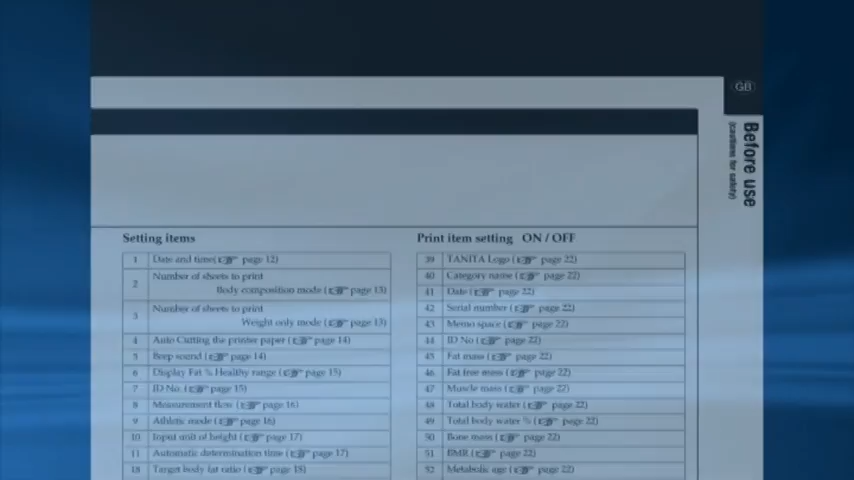 GB
Before use
(cautions for safety)
Setting items
1 Date and time( page 12)
2 Number of sheets to print
Body composition mode ( page 13)
3 Number of sheets to print
Weight only mode ( page 13)
4 Auto Cutting the printer paper ( page 14)
5 Beep sound ( page 14)
6 Display Fat % Healthy range ( page 15)
7 ID No. ( page 15)
8 Measurement flow ( page 16)
9 Athletic mode ( page 16)
10 Input unit of height ( page 17)
11 Automatic determination time ( page 17)
18 Target body fat ratio ( page 18)
Print item setting ON / OFF
39 TANITA Logo ( page 22)
40 Category name ( page 22)
41 Date ( page 22)
42 Serial number ( page 22)
43 Memo space ( page 22)
44 ID No ( page 22)
45 Fat mass ( page 22)
46 Fat free mass ( page 22)
47 Muscle mass ( page 22)
48 Total body water ( page 22)
49 Total body water % ( page 22)
50 Bone mass ( page 22)
51 BMR ( page 22)
52 Metabolic age ( page 22)